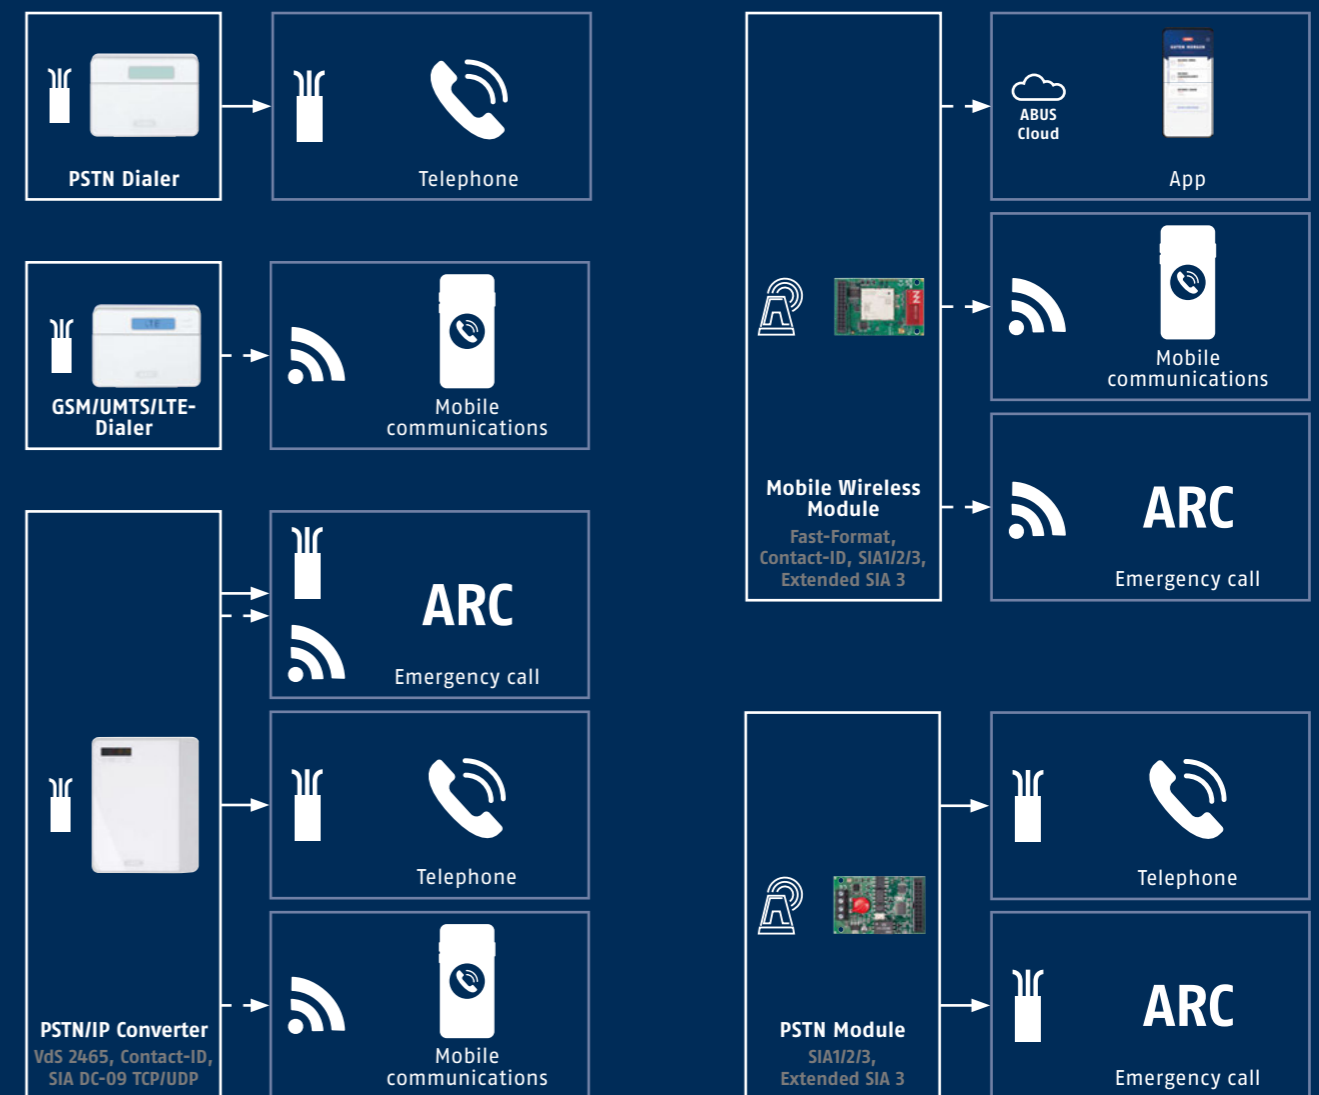 PSTN Dialer
Telephone
GSM/UMTS/LTE-
Dialer
LTE
Mobile
communications
PSTN/IP Converter
VdS 2465, Contact-ID,
SIA DC-09 TCP/UDP
ARC
Emergency call
Telephone
Mobile
communications
Mobile Wireless
Module
Fast-Format,
Contact-ID, SIA1/2/3,
Extended SIA 3
ABUS
Cloud
App
Mobile
communications
ARC
Emergency call
PSTN Module
SIA1/2/3,
Extended SIA 3
Telephone
ARC
Emergency call